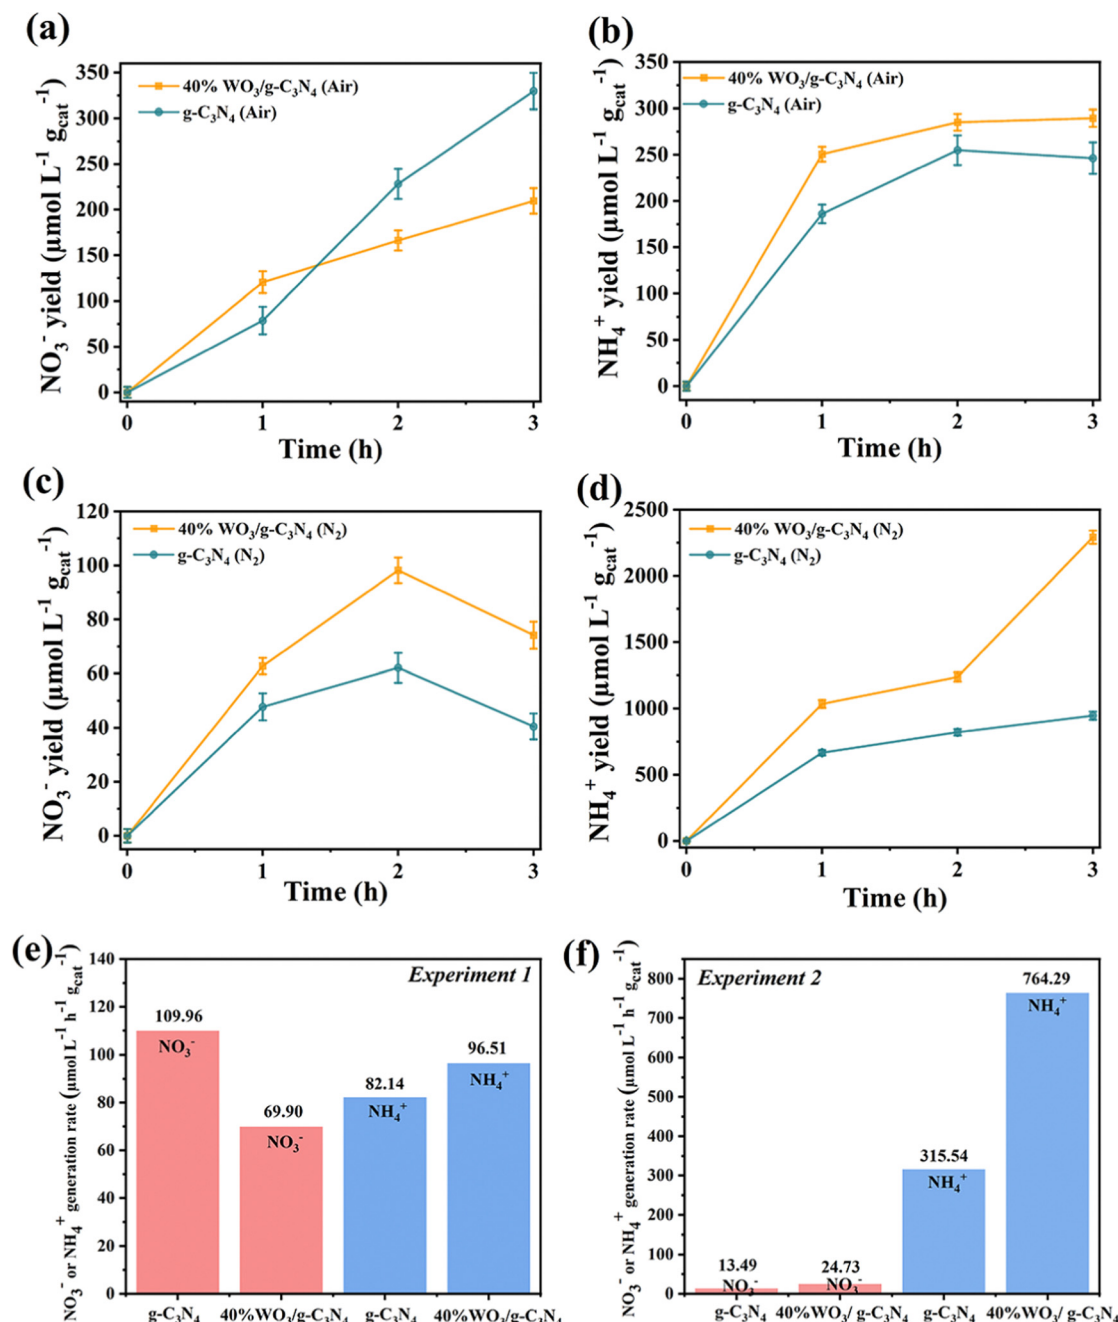 (a)
NO₃⁻ yield (μmol L⁻¹ g_cat⁻¹)
350
300
250
200
150
100
50
0
40% WO₃/g-C₃N₄ (Air)
g-C₃N₄ (Air)
0 1 2 3
Time (h)
(b)
NH₄⁺ yield (μmol L⁻¹ g_cat⁻¹)
350
300
250
200
150
100
50
0
40% WO₃/g-C₃N₄ (Air)
g-C₃N₄ (Air)
0 1 2 3
Time (h)
(c)
NO₃⁻ yield (μmol L⁻¹ g_cat⁻¹)
120
100
80
60
40
20
0
40% WO₃/g-C₃N₄ (N₂)
g-C₃N₄ (N₂)
0 1 2 3
Time (h)
(d)
NH₄⁺ yield (μmol L⁻¹ g_cat⁻¹)
2500
2000
1500
1000
500
0
40% WO₃/g-C₃N₄ (N₂)
g-C₃N₄ (N₂)
0 1 2 3
Time (h)
(e)
NO₃⁻ or NH₄⁺ generation rate (μmol L⁻¹ h⁻¹ g_cat⁻¹)
140
120
100
80
60
40
20
0
Experiment 1
109.96
NO₃⁻
69.90
NO₃⁻
82.14
NH₄⁺
96.51
NH₄⁺
g-C₃N₄ 40%WO₃/g-C₃N₄ g-C₃N₄ 40%WO₃/g-C₃N₄
(f)
NO₃⁻ or NH₄⁺ generation rate (μmol L⁻¹ h⁻¹ g_cat⁻¹)
800
700
600
500
400
300
200
100
0
Experiment 2
13.49
NO₃⁻
24.73
NO₃⁻
315.54
NH₄⁺
764.29
NH₄⁺
g-C₃N₄ 40%WO₃/ g-C₃N₄ g-C₃N₄ 40%WO₃/ g-C₃N₄